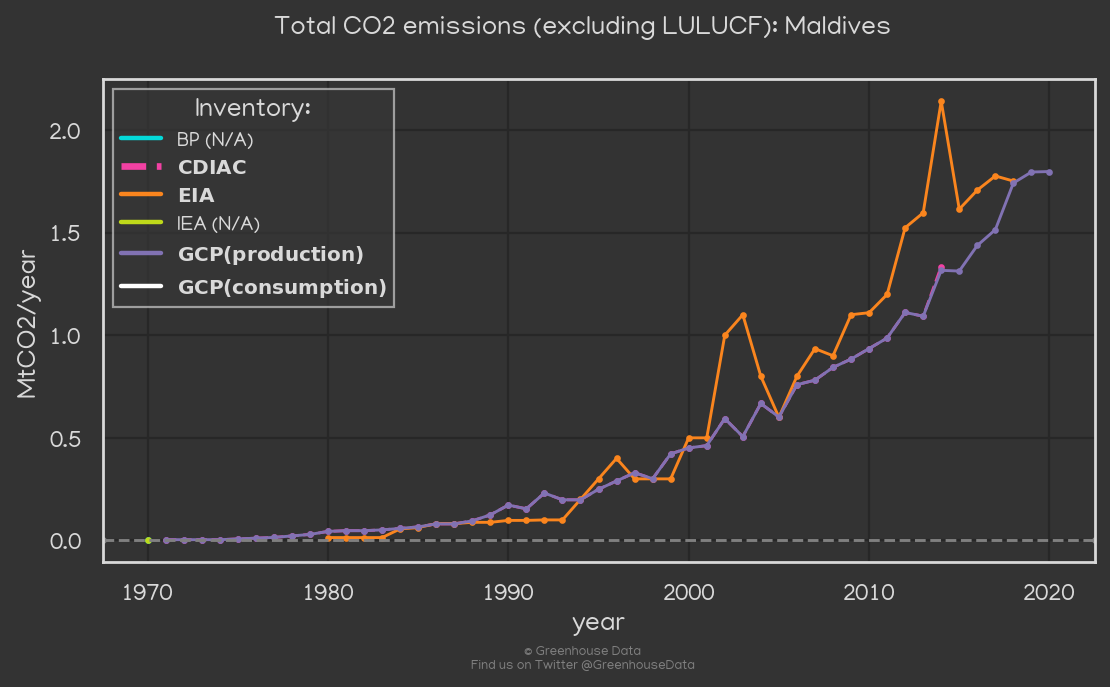 Total CO2 emissions (excluding LULUCF): Maldives
Inventory:
BP (N/A)
CDIAC
EIA
IEA (N/A)
GCP(production)
GCP(consumption)
MtCO2/year
2.0
1.5
1.0
0.5
0.0
1970 1980 1990 2000 2010 2020
year
© Greenhouse Data
Find us on Twitter @GreenhouseData